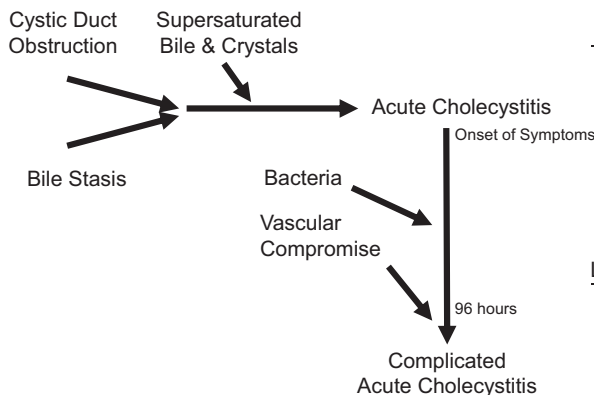 Cystic Duct
Obstruction
Supersaturated
Bile & Crystals
Acute Cholecystitis
Onset of Symptoms
Bile Stasis
Bacteria
Vascular
Compromise
96 hours
Complicated
Acute Cholecystitis